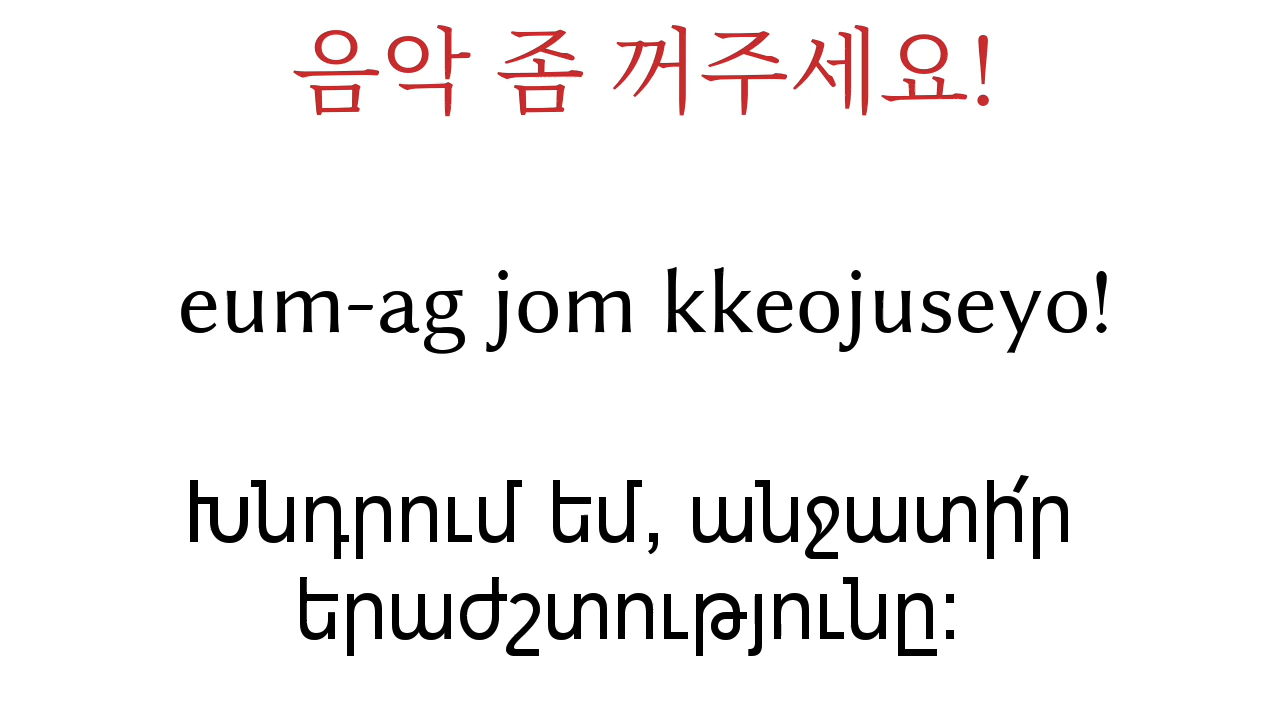 음악 좀 꺼주세요!
eum-ag jom kkeojuseyo!
Խնդրում եմ, անջատի՛ր
երաժշտությունը: